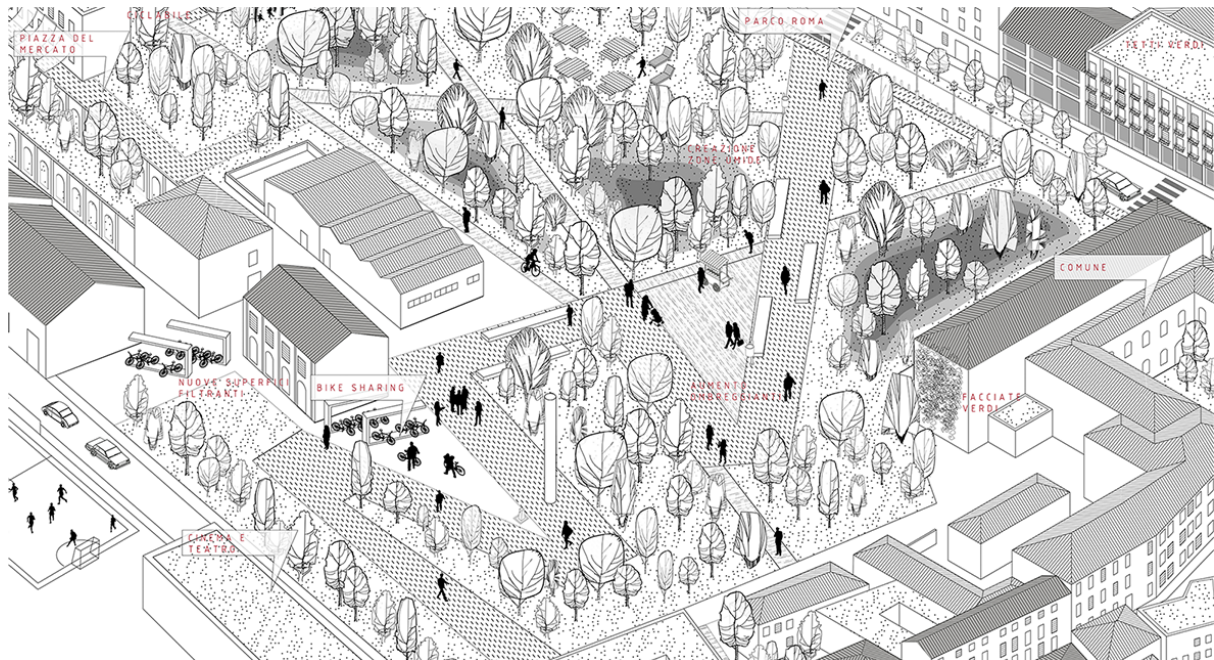 CICLABILE
PIAZZA DEL
MERCATO
PARCO ROMA
TETTI VERDI
CREAZIONE
ZONE UMIDE
COMUNE
NUOVE SUPERFICI
FILTRANTI
BIKE SHARING
AUMENTO
OMBREGGIANTI
FACCIATE
VERDI
CINEMA E
TEATRO